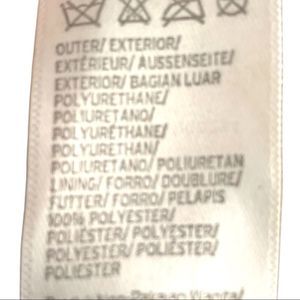 OUTER/ EXTERIOR/
EXTÉRIEUR/ AUSSENSEITE/
EXTERIOR/ BAGIAN LUAR
POLYURETHANE/
POLIURETANO/
POLYURÉTHANE/
POLYURETHAN/
POLIURETANO/ POLIURETAN
LINING/ FORRO/ DOUBLURE/
FUTTER/ FORRO/ PELAPIS
100% POLYESTER/
POLIÉSTER/ POLYESTER/
POLYESTER/ POLIÉSTER/
POLIESTER